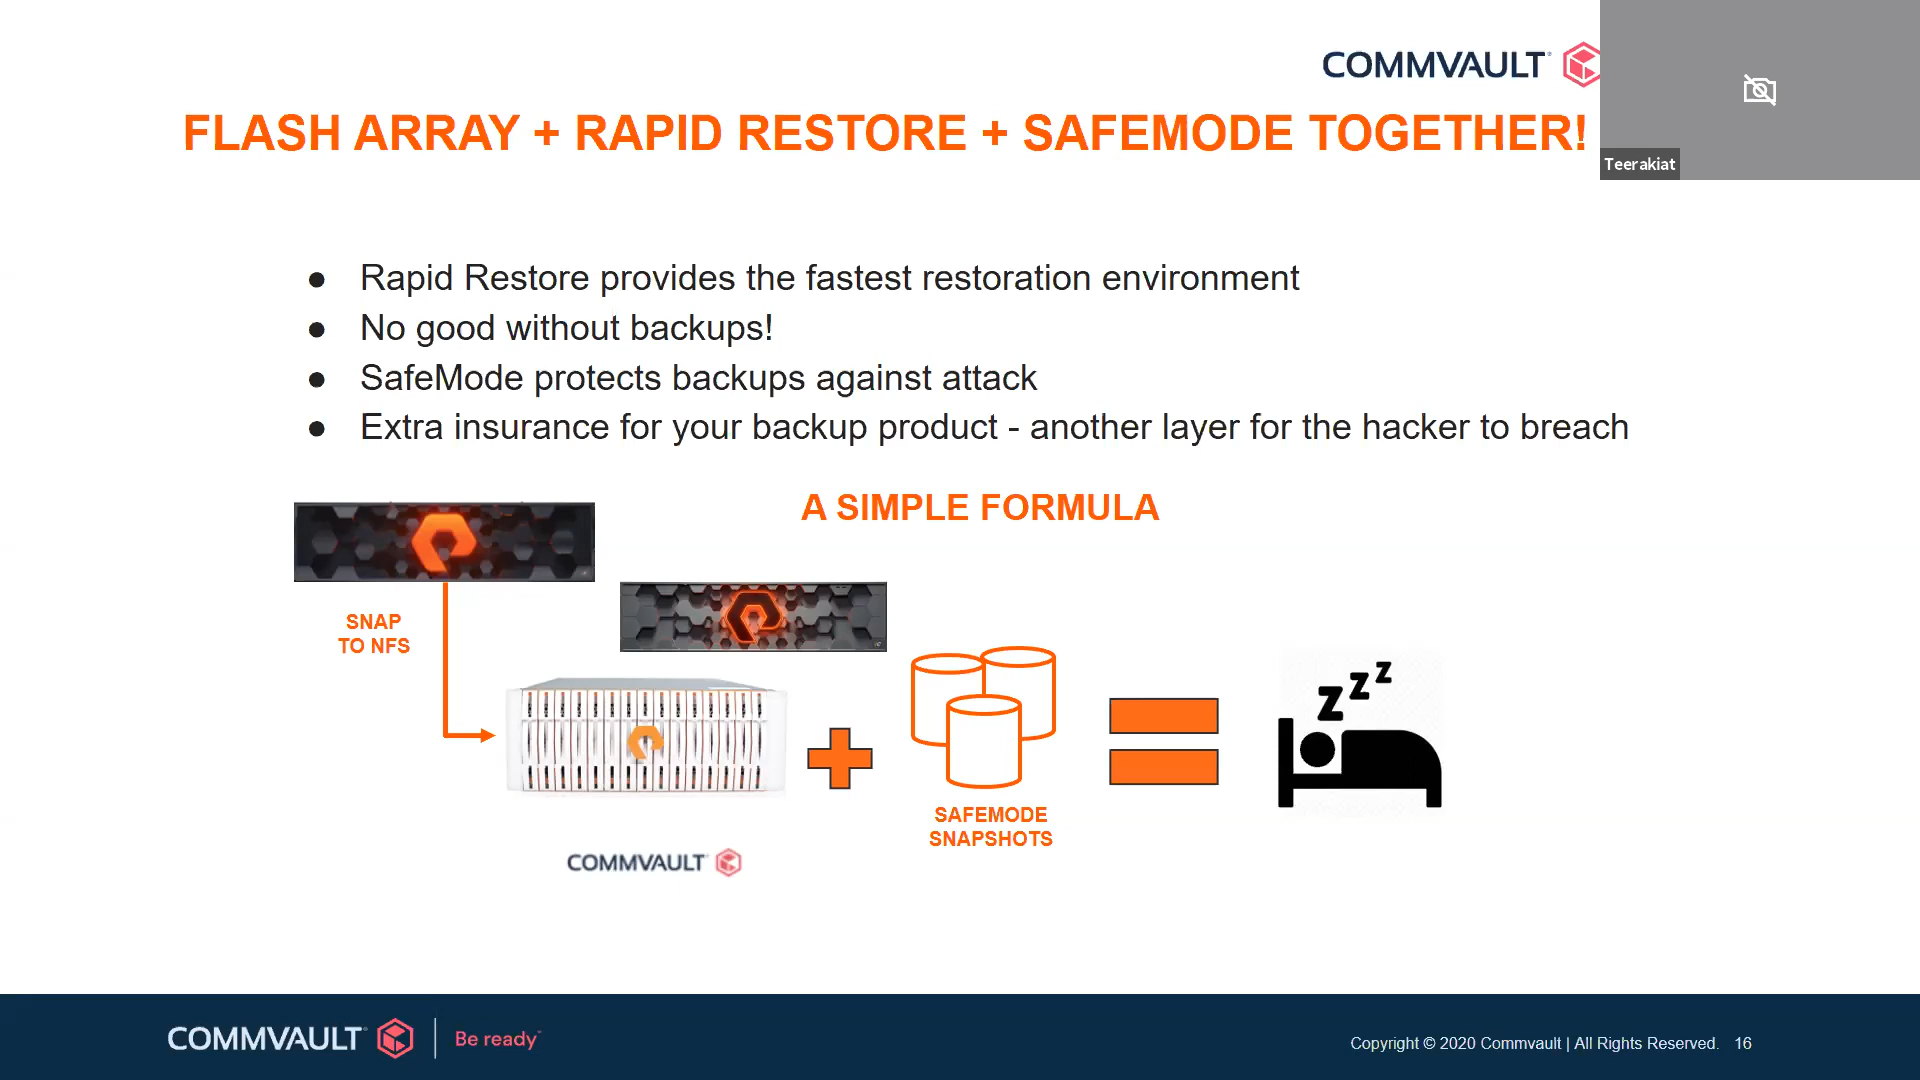 COMMVAULT
FLASH ARRAY + RAPID RESTORE + SAFEMODE TOGETHER!
Teerakiat
● Rapid Restore provides the fastest restoration environment
● No good without backups!
● SafeMode protects backups against attack
● Extra insurance for your backup product - another layer for the hacker to breach
A SIMPLE FORMULA
SNAP
TO NFS
z z z
SAFEMODE
SNAPSHOTS
COMMVAULT
COMMVAULT
Be ready
Copyright © 2020 Commvault | All Rights Reserved. 16